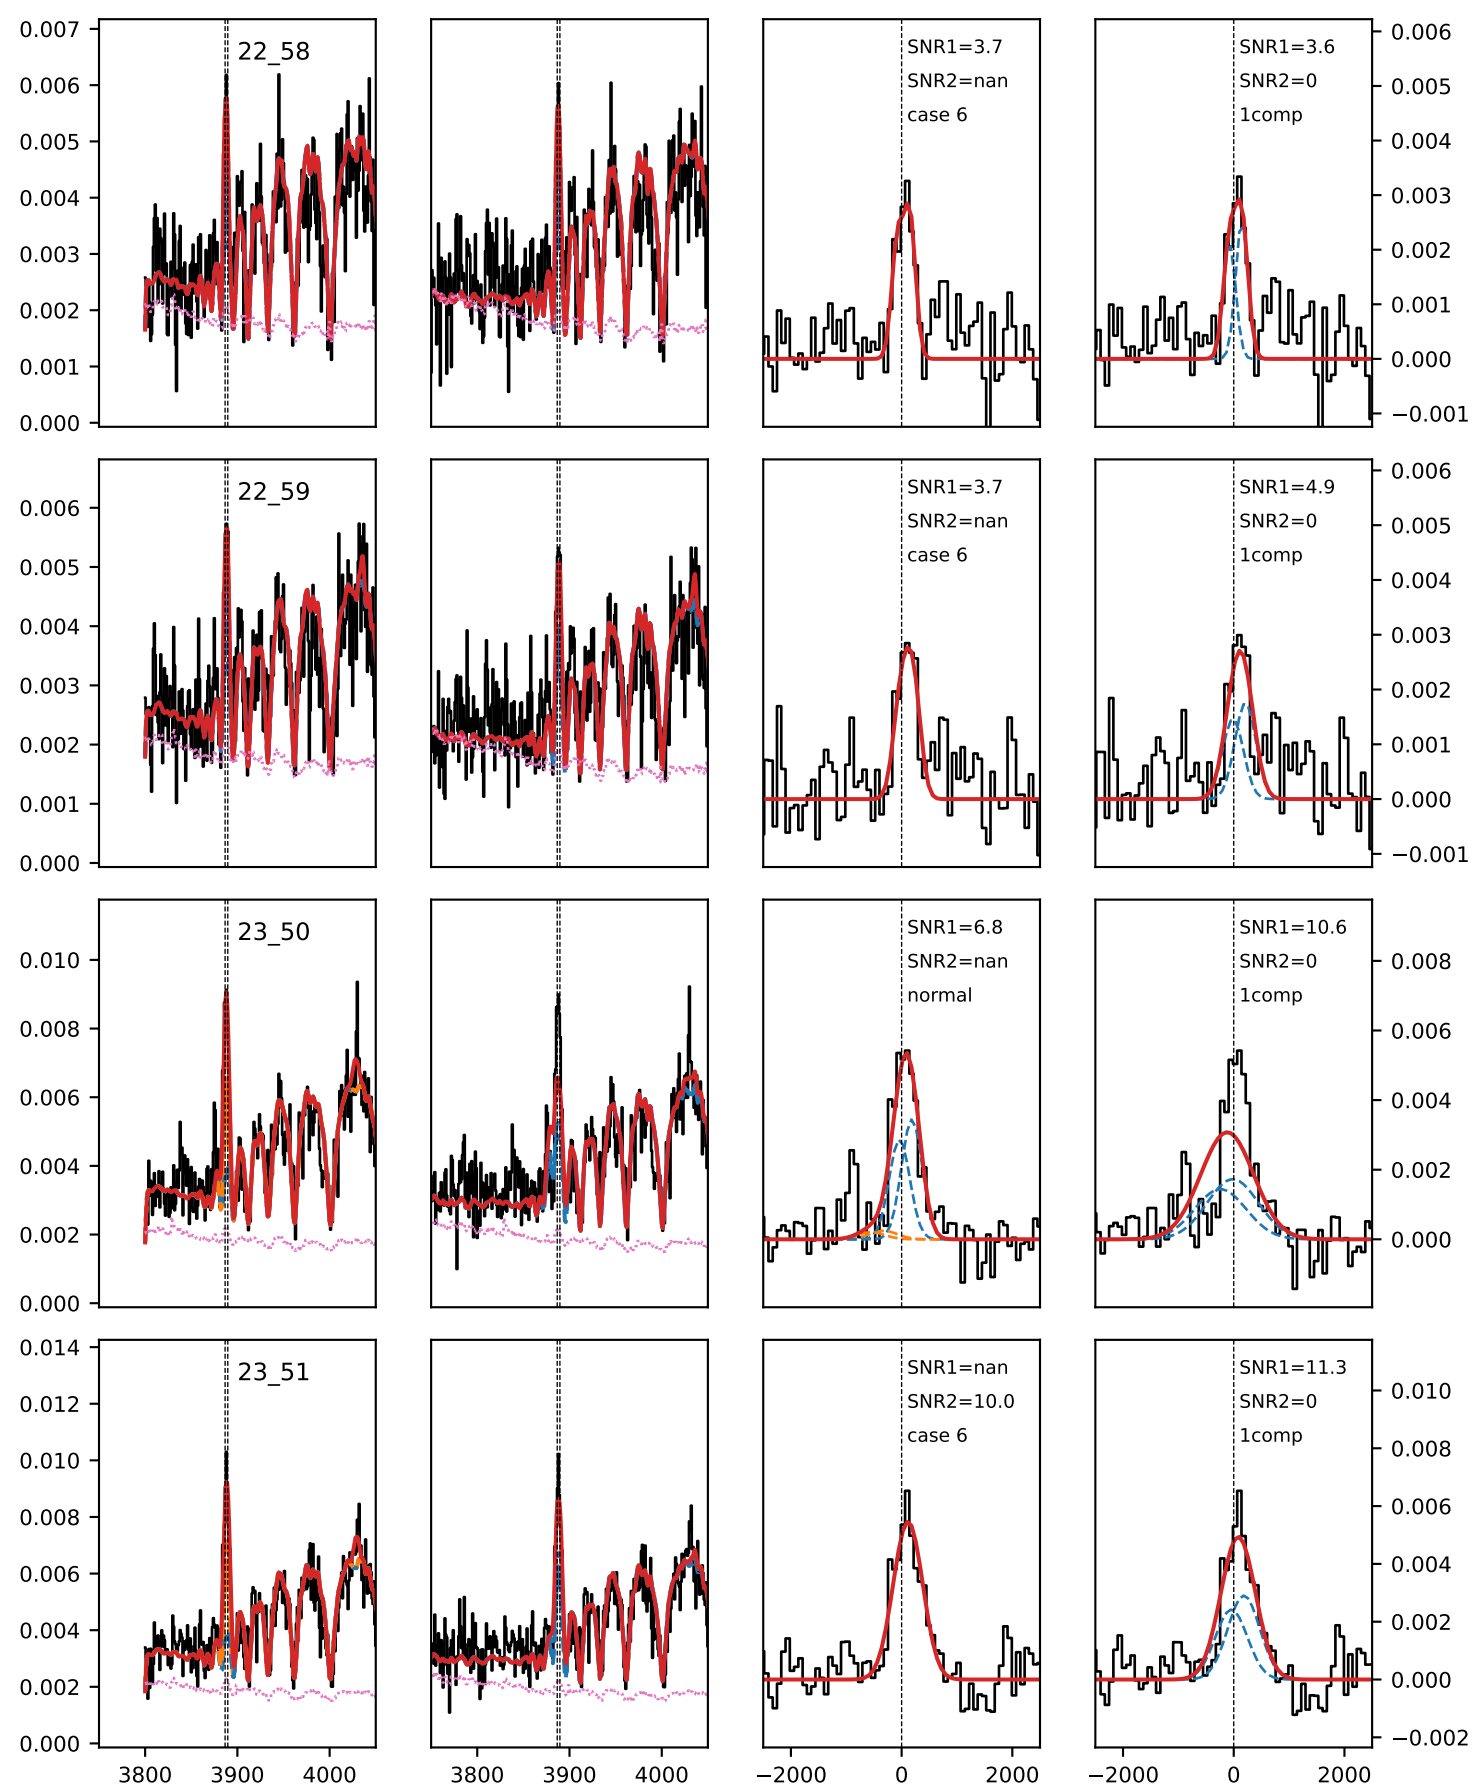 0.007
0.006
0.005
0.004
0.003
0.002
0.001
0.000
22_58
SNR1=3.7
SNR2=nan
case 6
SNR1=3.6
SNR2=0
1comp
0.006
0.005
0.004
0.003
0.002
0.001
0.000
−0.001
0.006
0.005
0.004
0.003
0.002
0.001
0.000
22_59
SNR1=3.7
SNR2=nan
case 6
SNR1=4.9
SNR2=0
1comp
0.006
0.005
0.004
0.003
0.002
0.001
0.000
−0.001
0.010
0.008
0.006
0.004
0.002
0.000
23_50
SNR1=6.8
SNR2=nan
normal
SNR1=10.6
SNR2=0
1comp
0.008
0.006
0.004
0.002
0.000
0.014
0.012
0.010
0.008
0.006
0.004
0.002
0.000
23_51
SNR1=nan
SNR2=10.0
case 6
SNR1=11.3
SNR2=0
1comp
0.010
0.008
0.006
0.004
0.002
0.000
−0.002
3800 3900 4000
3800 3900 4000
−2000 0 2000
−2000 0 2000